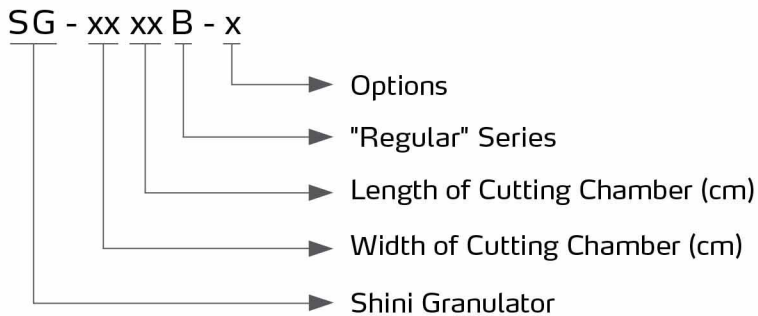 SG - xx xx B - x
Options
"Regular" Series
Length of Cutting Chamber (cm)
Width of Cutting Chamber (cm)
Shini Granulator